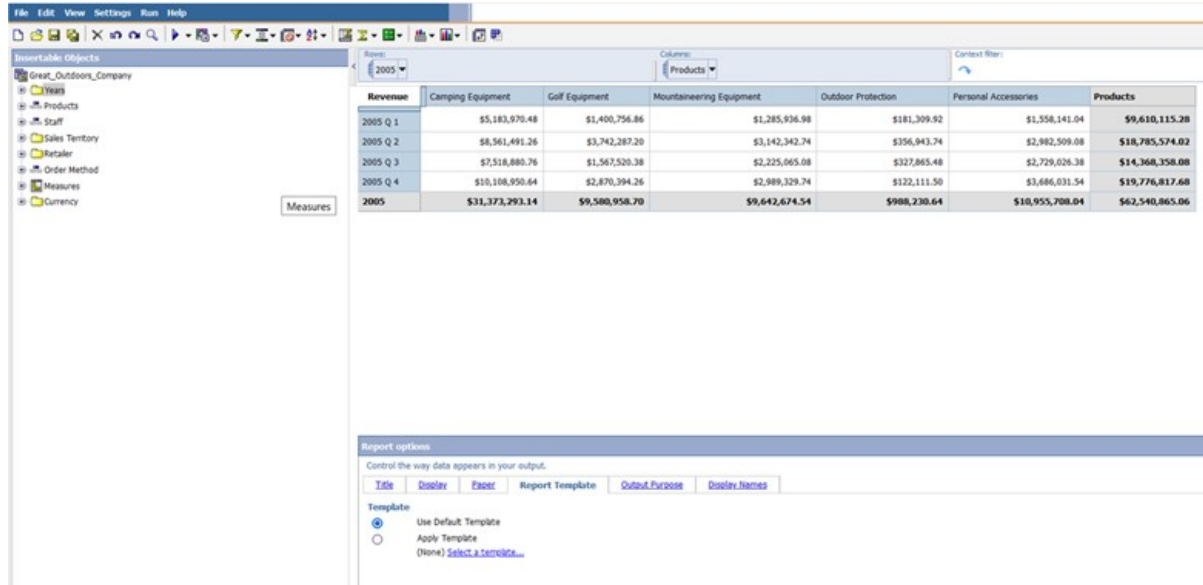 File Edit View Settings Run Help
Insertable Objects
Great_Outdoors_Company
Years
Products
Staff
Sales Territory
Retailer
Order Method
Measures
Currency
Measures
Rows: Columns: Context filter:
2005 Products
Revenue Camping Equipment Golf Equipment Mountaineering Equipment Outdoor Protection Personal Accessories Products
2005 Q 1 $5,183,970.48 $1,400,756.86 $1,285,936.98 $181,309.92 $1,558,141.04 $9,610,115.28
2005 Q 2 $8,561,491.26 $3,742,287.20 $3,142,342.74 $356,943.74 $2,982,509.08 $18,785,574.02
2005 Q 3 $7,518,880.76 $1,567,520.38 $2,225,065.08 $327,865.48 $2,729,026.38 $14,368,358.08
2005 Q 4 $10,108,950.64 $2,870,394.26 $2,989,329.74 $122,111.50 $3,686,031.54 $19,776,817.68
2005 $31,373,293.14 $9,580,958.70 $9,642,674.54 $988,230.64 $10,955,708.04 $62,540,865.06
Report options
Control the way data appears in your output.
Title Display Paper Report Template Output Purpose Display Names
Template
Use Default Template
Apply Template
(None) Select a template...